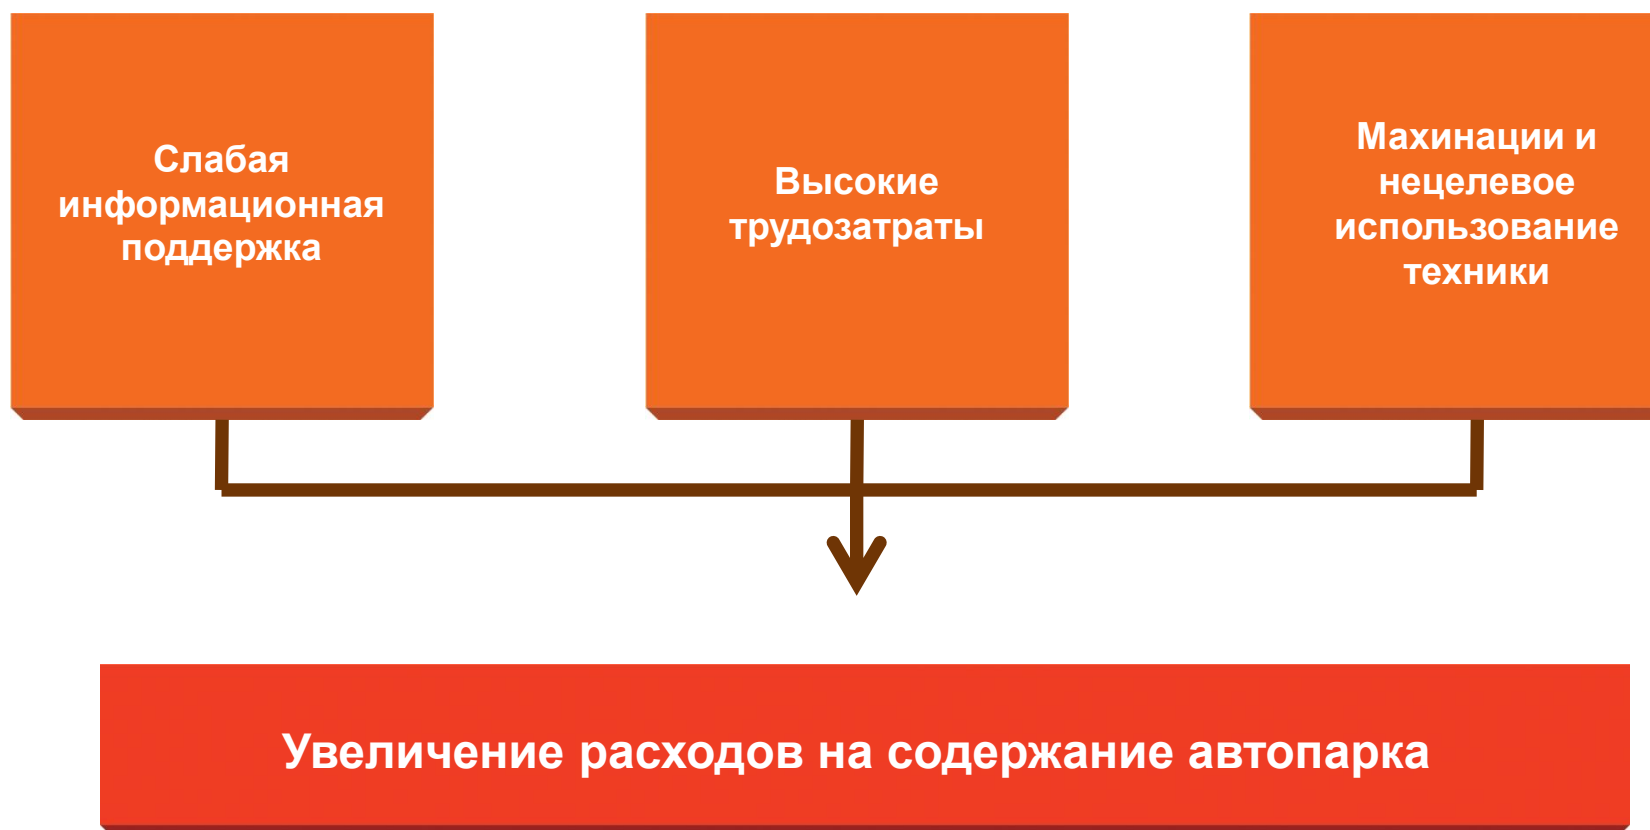 Слабая
информационная
поддержка
Высокие
трудозатраты
Махинации и
нецелевое
использование
техники
Увеличение расходов на содержание автопарка